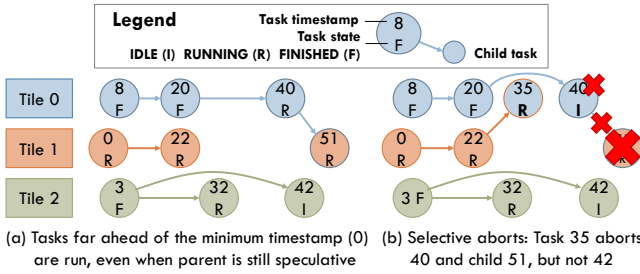 Legend
Task timestamp
Task state
IDLE (I) RUNNING (R) FINISHED (F)
8
F
Child task
Tile 0
8
F
20
F
40
R
Tile 1
0
R
22
R
51
R
Tile 2
3
F
32
R
42
I
8
F
20
F
35
R
40
I
0
R
22
R
3 F
32
R
42
I
(a) Tasks far ahead of the minimum timestamp (0)
are run, even when parent is still speculative
(b) Selective aborts: Task 35 aborts
40 and child 51, but not 42